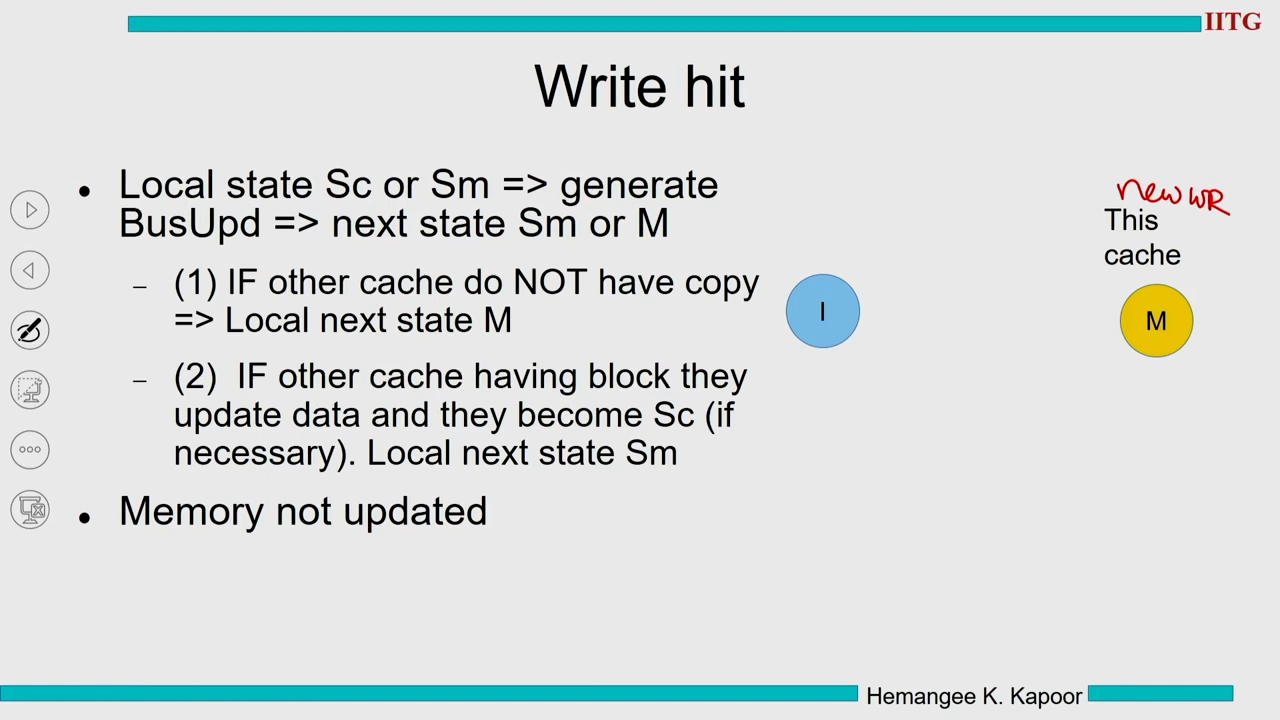 IITG
Write hit
• Local state Sc or Sm => generate
BusUpd => next state Sm or M
– (1) IF other cache do NOT have copy
=> Local next state M
– (2) IF other cache having block they
update data and they become Sc (if
necessary). Local next state Sm
• Memory not updated
I
new WR
This
cache
M
Hemangee K. Kapoor